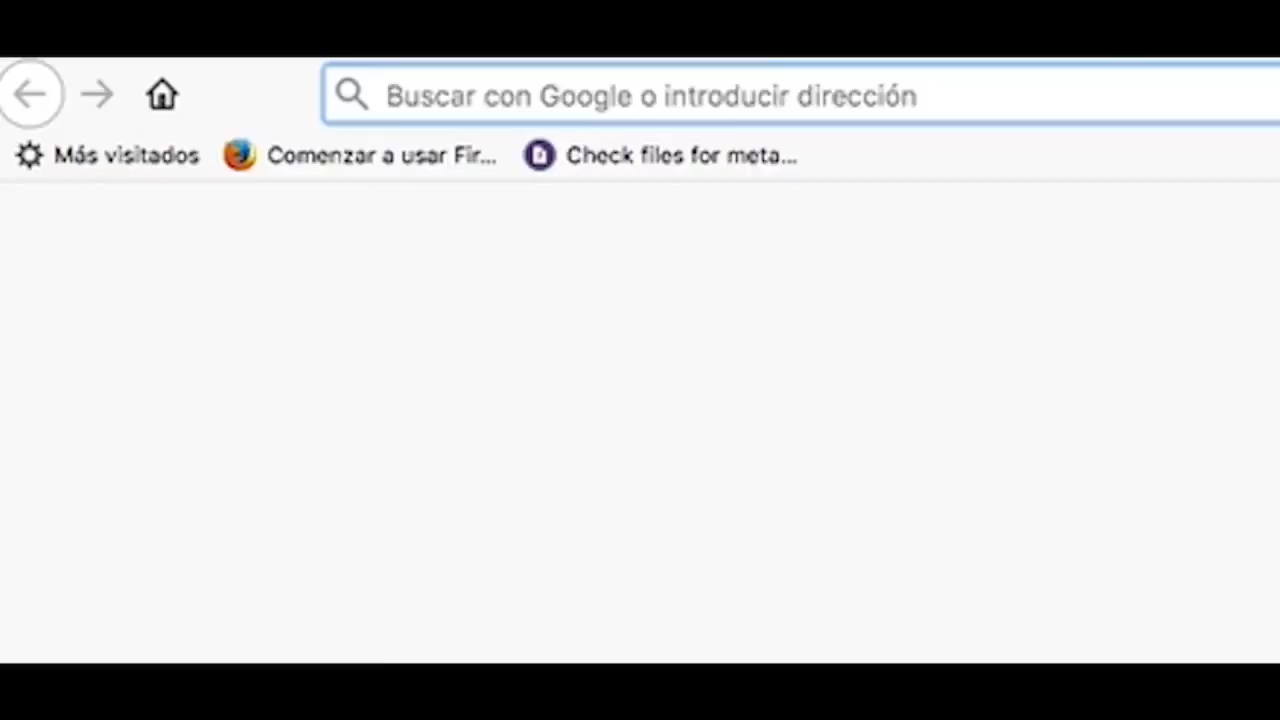 Buscar con Google o introducir dirección
Más visitados Comenzar a usar Fir... Check files for meta...